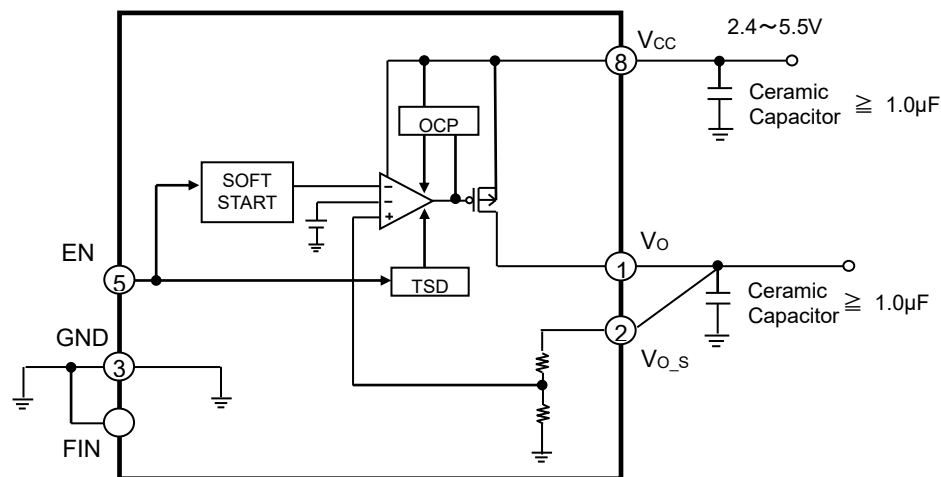 VCC
2.4～5.5V
8
Ceramic
Capacitor ≧ 1.0µF
OCP
SOFT
START
−
−
+
EN
5
TSD
VO
1
Ceramic
Capacitor ≧ 1.0µF
GND
3
2
VO_S
FIN